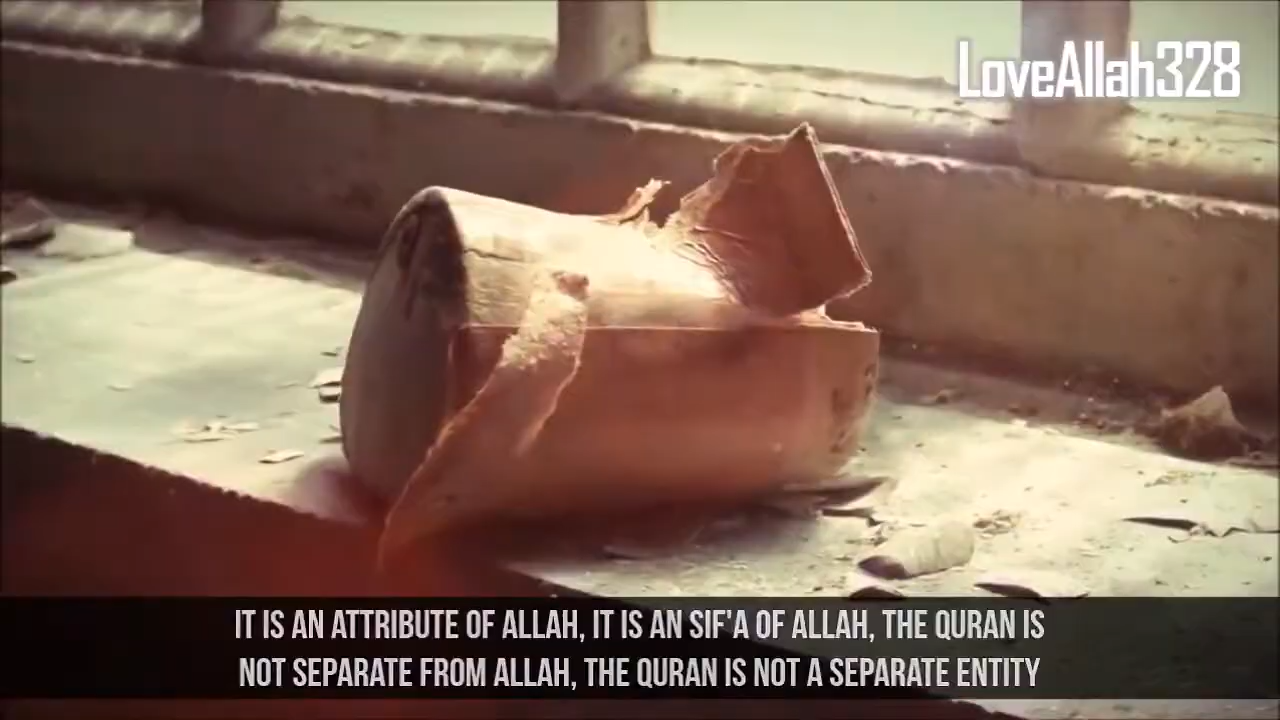 LoveAllah328
IT IS AN ATTRIBUTE OF ALLAH, IT IS AN SIF'A OF ALLAH, THE QURAN IS
NOT SEPARATE FROM ALLAH, THE QURAN IS NOT A SEPARATE ENTITY